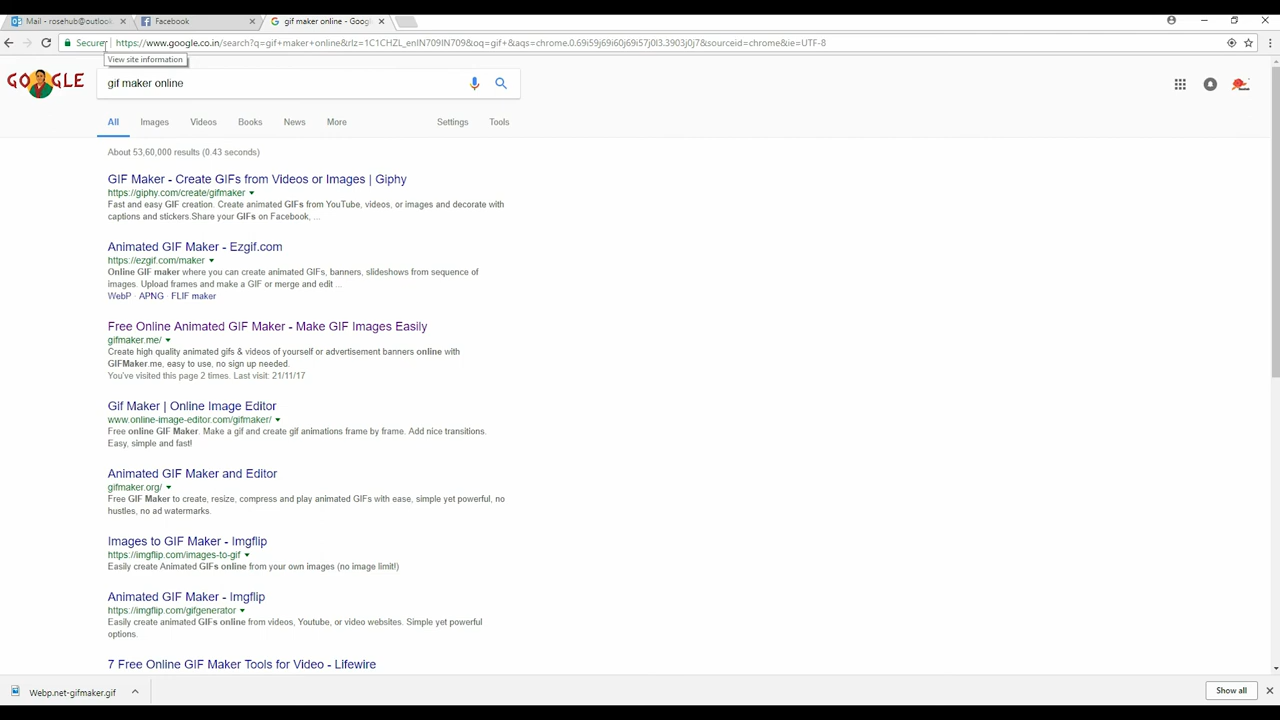 Mail - rosehub@outlook
Facebook
gif maker online - Goog
Secure
https://www.google.co.in/search?q=gif+maker+online&rlz=1C1CHZL_enIN709IN709&oq=gif+&aqs=chrome.0.69i59j69i60j69i57j0l3.3903j0j7&sourceid=chrome&ie=UTF-8
View site information
GOOGLE
gif maker online
All Images Videos Books News More Settings Tools
About 53,60,000 results (0.43 seconds)
GIF Maker - Create GIFs from Videos or Images | Giphy
https://giphy.com/create/gifmaker
Fast and easy GIF creation. Create animated GIFs from YouTube, videos, or images and decorate with
captions and stickers.Share your GIFs on Facebook, ...
Animated GIF Maker - Ezgif.com
https://ezgif.com/maker
Online GIF maker where you can create animated GIFs, banners, slideshows from sequence of
images. Upload frames and make a GIF or merge and edit ...
WebP · APNG · FLIF maker
Free Online Animated GIF Maker - Make GIF Images Easily
gifmaker.me/
Create high quality animated gifs & videos of yourself or advertisement banners online with
GIFMaker.me, easy to use, no sign up needed.
You've visited this page 2 times. Last visit: 21/11/17
Gif Maker | Online Image Editor
www.online-image-editor.com/gifmaker/
Free online GIF Maker. Make a gif and create gif animations frame by frame. Add nice transitions.
Easy, simple and fast!
Animated GIF Maker and Editor
gifmaker.org/
Free GIF Maker to create, resize, compress and play animated GIFs with ease, simple yet powerful, no
hustles, no ad watermarks.
Images to GIF Maker - Imgflip
https://imgflip.com/images-to-gif
Easily create Animated GIFs online from your own images (no image limit!)
Animated GIF Maker - Imgflip
https://imgflip.com/gifgenerator
Easily create animated GIFs online from videos, Youtube, or video websites. Simple yet powerful
options.
7 Free Online GIF Maker Tools for Video - Lifewire
Webp.net-gifmaker.gif
Show all